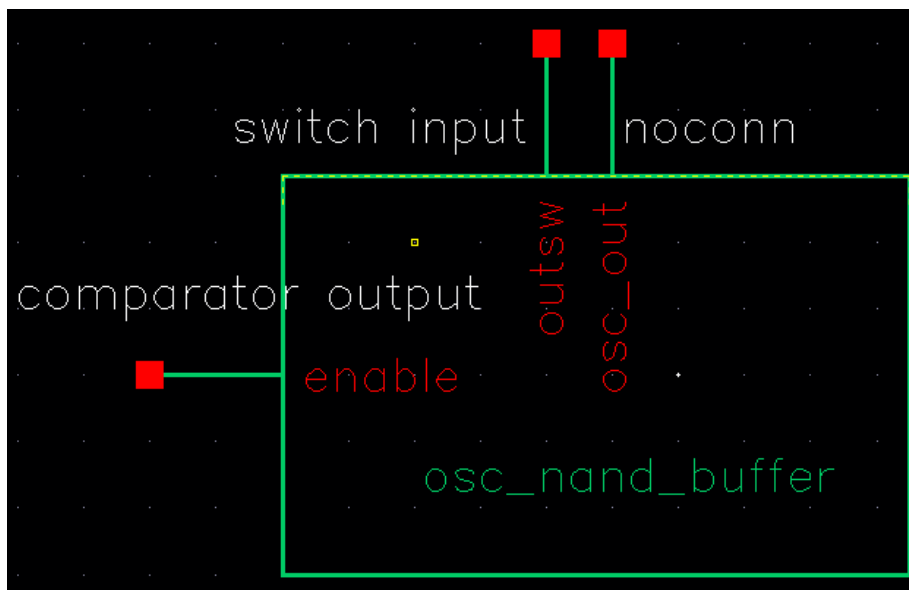 switch input
noconn
outsw
osc_out
comparator output
enable
osc_nand_buffer